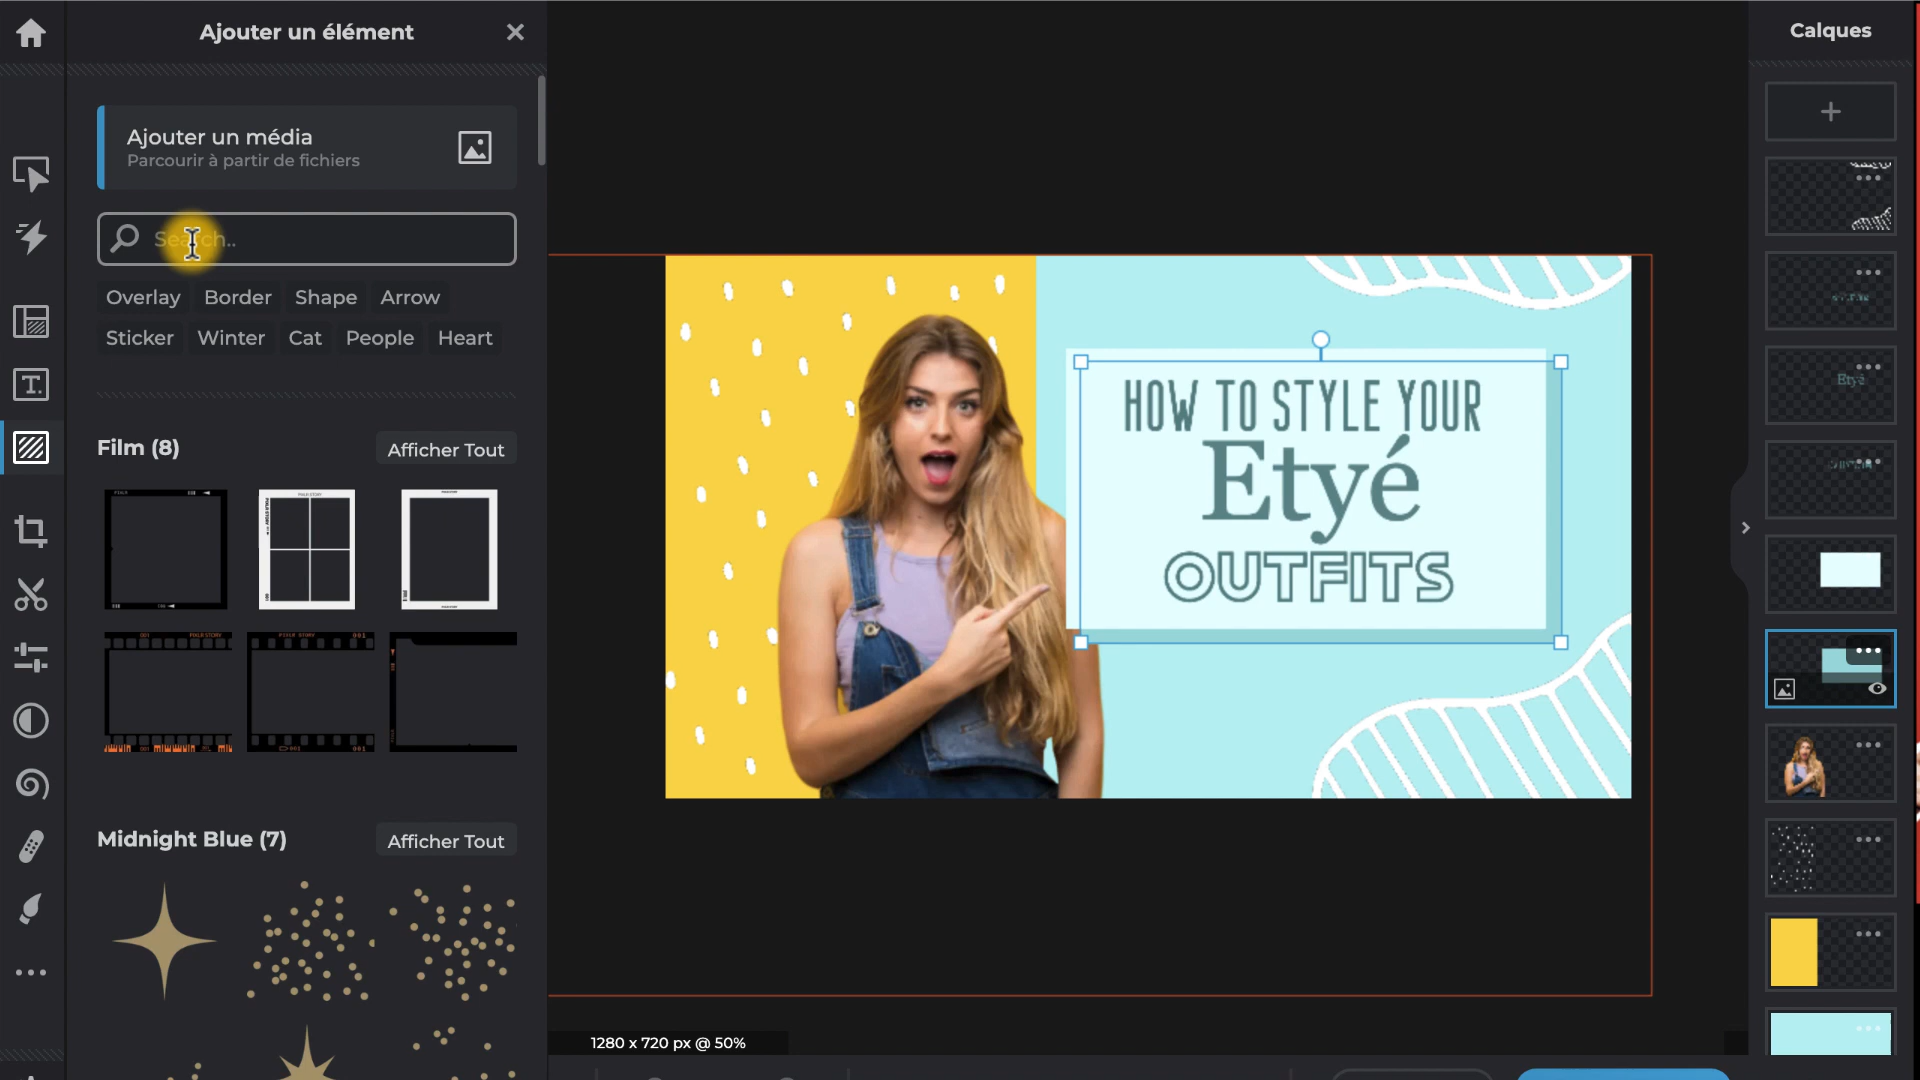 Ajouter un élément
Calques
Ajouter un média
Parcourir à partir de fichiers
Search..
Overlay Border Shape Arrow
Sticker Winter Cat People Heart
Film (8)
Afficher Tout
HOW TO STYLE YOUR
Etyé
OUTFITS
Midnight Blue (7)
Afficher Tout
1280 x 720 px @ 50%